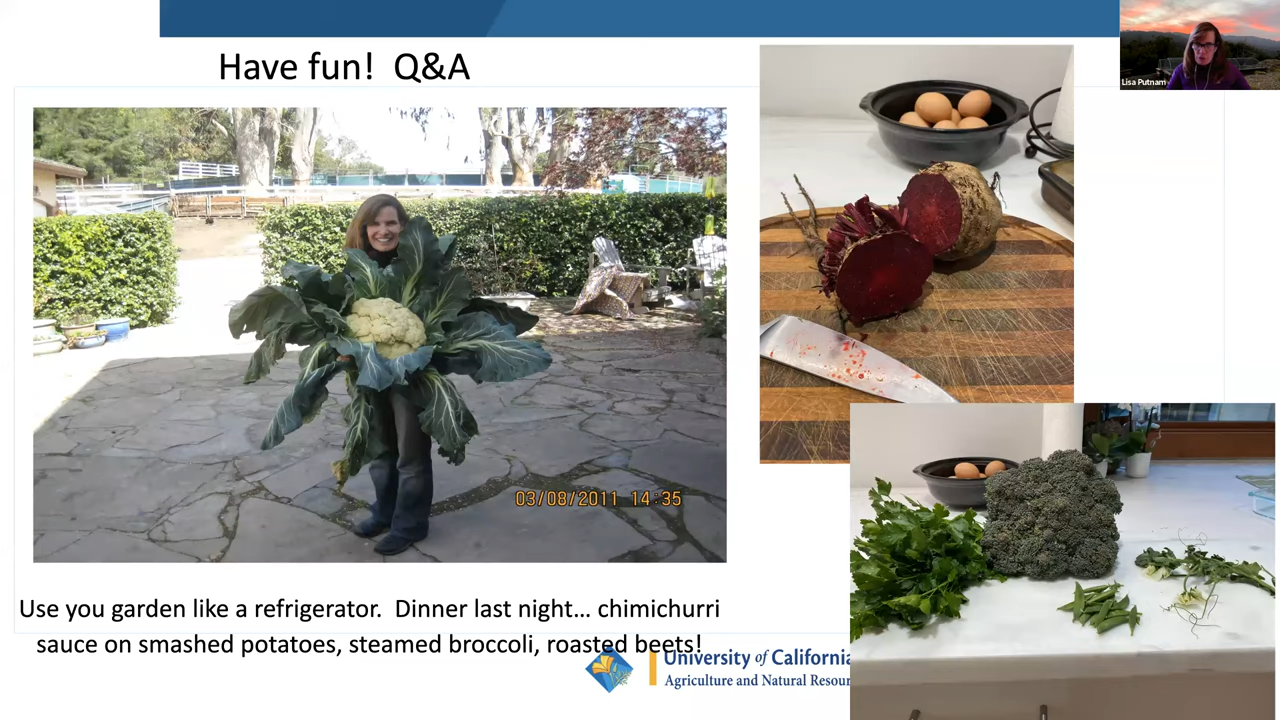 Have fun! Q&A
Lisa Putnam
03/08/2011 14:35
Use you garden like a refrigerator. Dinner last night... chimichurri
sauce on smashed potatoes, steamed broccoli, roasted beets!
University of California
Agriculture and Natural Resour